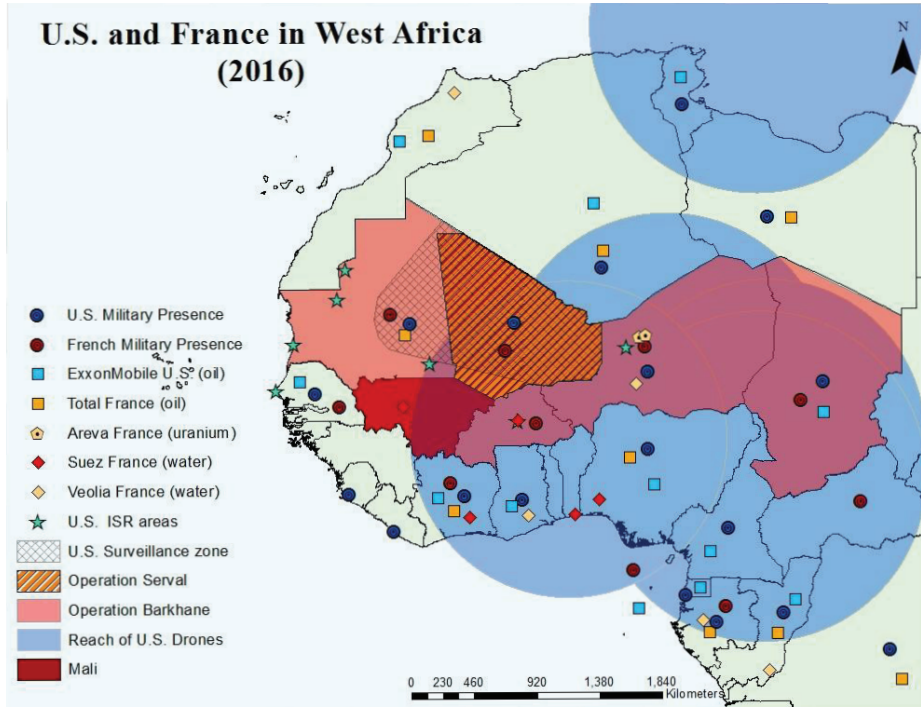 U.S. and France in West Africa
(2016)
N
U.S. Military Presence
French Military Presence
ExxonMobile U.S. (oil)
Total France (oil)
Areva France (uranium)
Suez France (water)
Veolia France (water)
U.S. ISR areas
U.S. Surveillance zone
Operation Serval
Operation Barkhane
Reach of U.S. Drones
Mali
0 230 460 920 1,380 1,840
Kilometers